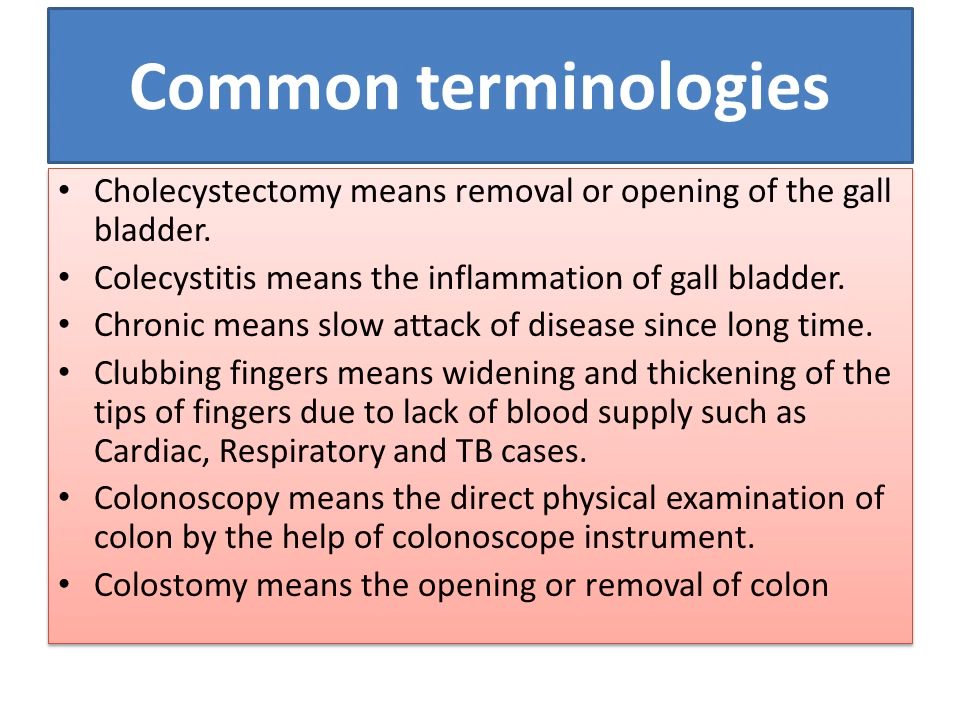 Common terminologies
• Cholecystectomy means removal or opening of the gall
bladder.
• Colecystitis means the inflammation of gall bladder.
• Chronic means slow attack of disease since long time.
• Clubbing fingers means widening and thickening of the
tips of fingers due to lack of blood supply such as
Cardiac, Respiratory and TB cases.
• Colonoscopy means the direct physical examination of
colon by the help of colonoscope instrument.
• Colostomy means the opening or removal of colon